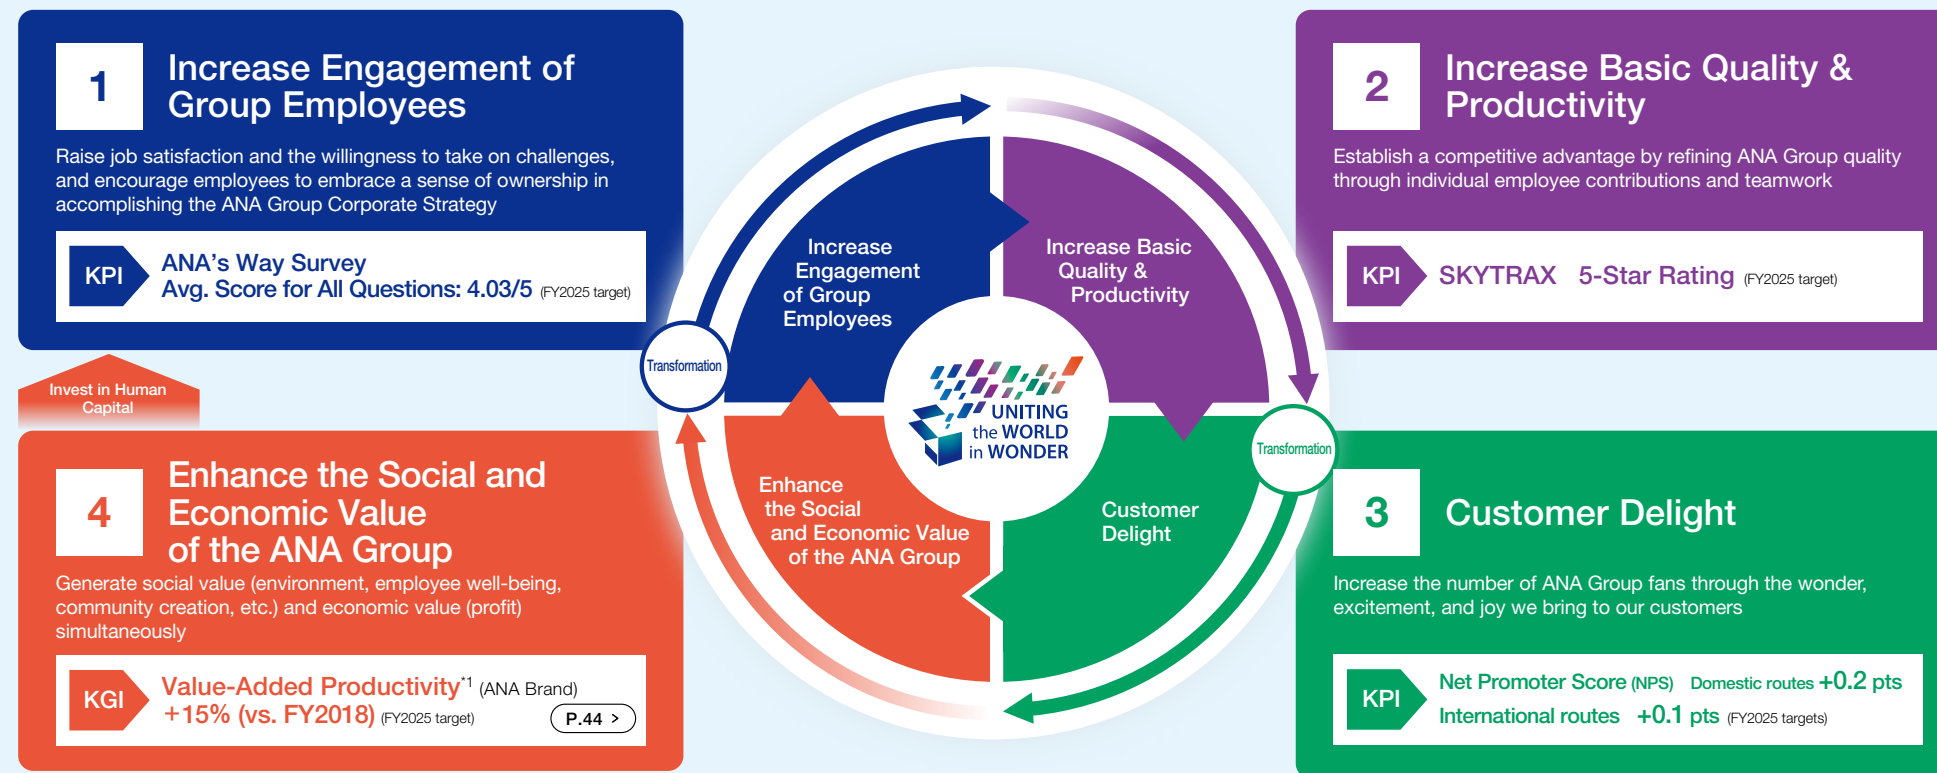 1
Increase Engagement of
Group Employees
Raise job satisfaction and the willingness to take on challenges,
and encourage employees to embrace a sense of ownership in
accomplishing the ANA Group Corporate Strategy
KPI
ANA's Way Survey
Avg. Score for All Questions: 4.03/5 (FY2025 target)
2
Increase Basic Quality &
Productivity
Establish a competitive advantage by refining ANA Group quality
through individual employee contributions and teamwork
KPI
SKYTRAX 5-Star Rating (FY2025 target)
Increase
Engagement
of Group
Employees
Increase Basic
Quality &
Productivity
Transformation
UNITING
the WORLD
in WONDER
Transformation
Enhance
the Social
and Economic Value
of the ANA Group
Customer
Delight
Invest in Human
Capital
4
Enhance the Social and
Economic Value
of the ANA Group
Generate social value (environment, employee well-being,
community creation, etc.) and economic value (profit)
simultaneously
KGI
Value-Added Productivity*1 (ANA Brand)
+15% (vs. FY2018) (FY2025 target)
P.44 >
3
Customer Delight
Increase the number of ANA Group fans through the wonder,
excitement, and joy we bring to our customers
KPI
Net Promoter Score (NPS) Domestic routes +0.2 pts
International routes +0.1 pts (FY2025 targets)